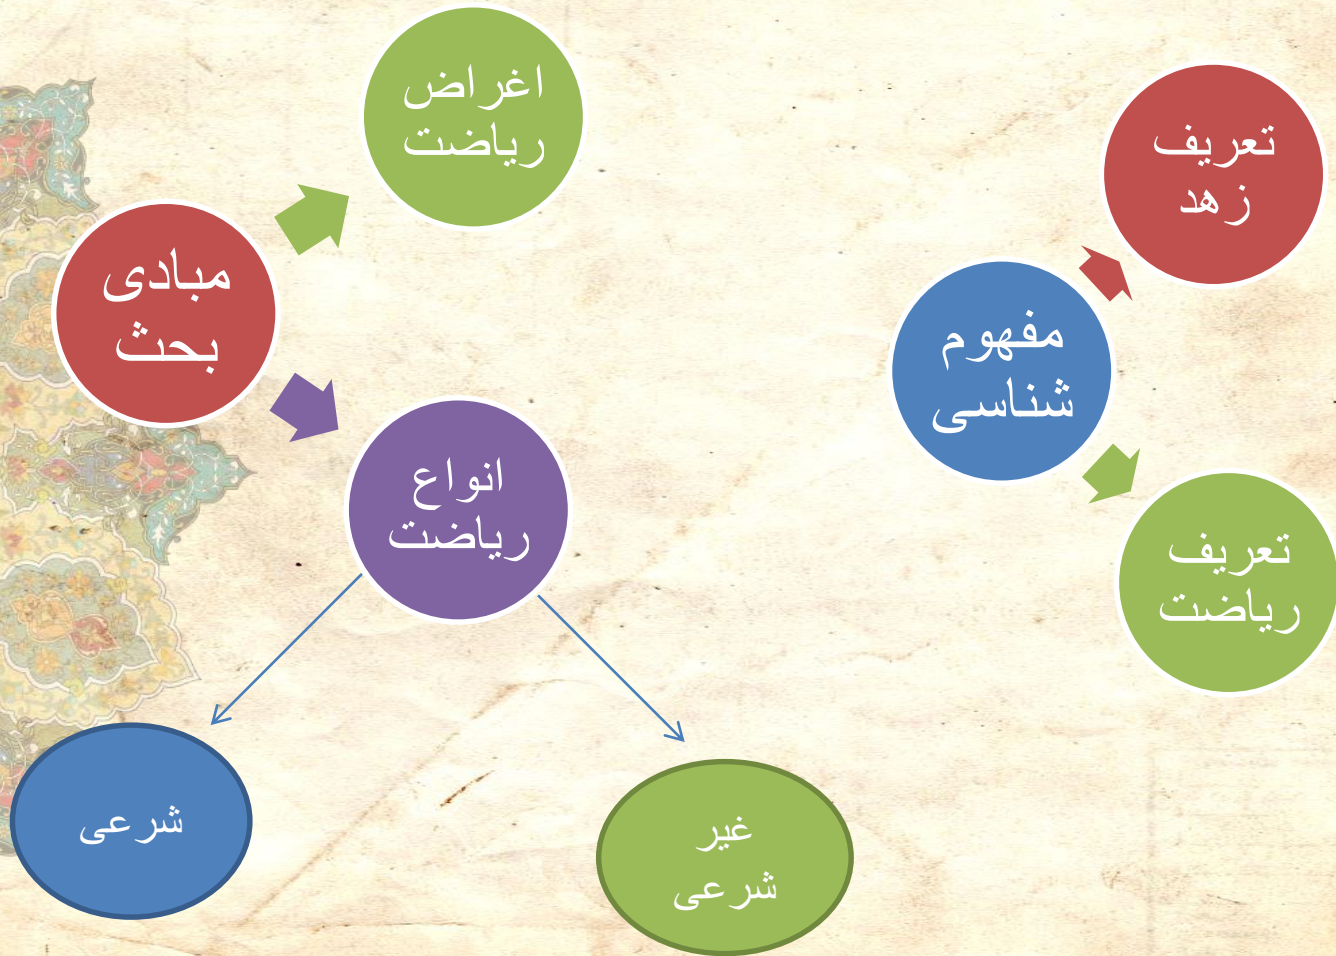 تعریف
زهد
مفهوم
شناسی
تعریف
ریاضت
اغراض
ریاضت
مبادی
بحث
انواع
ریاضت
غیر
شرعی
شرعی